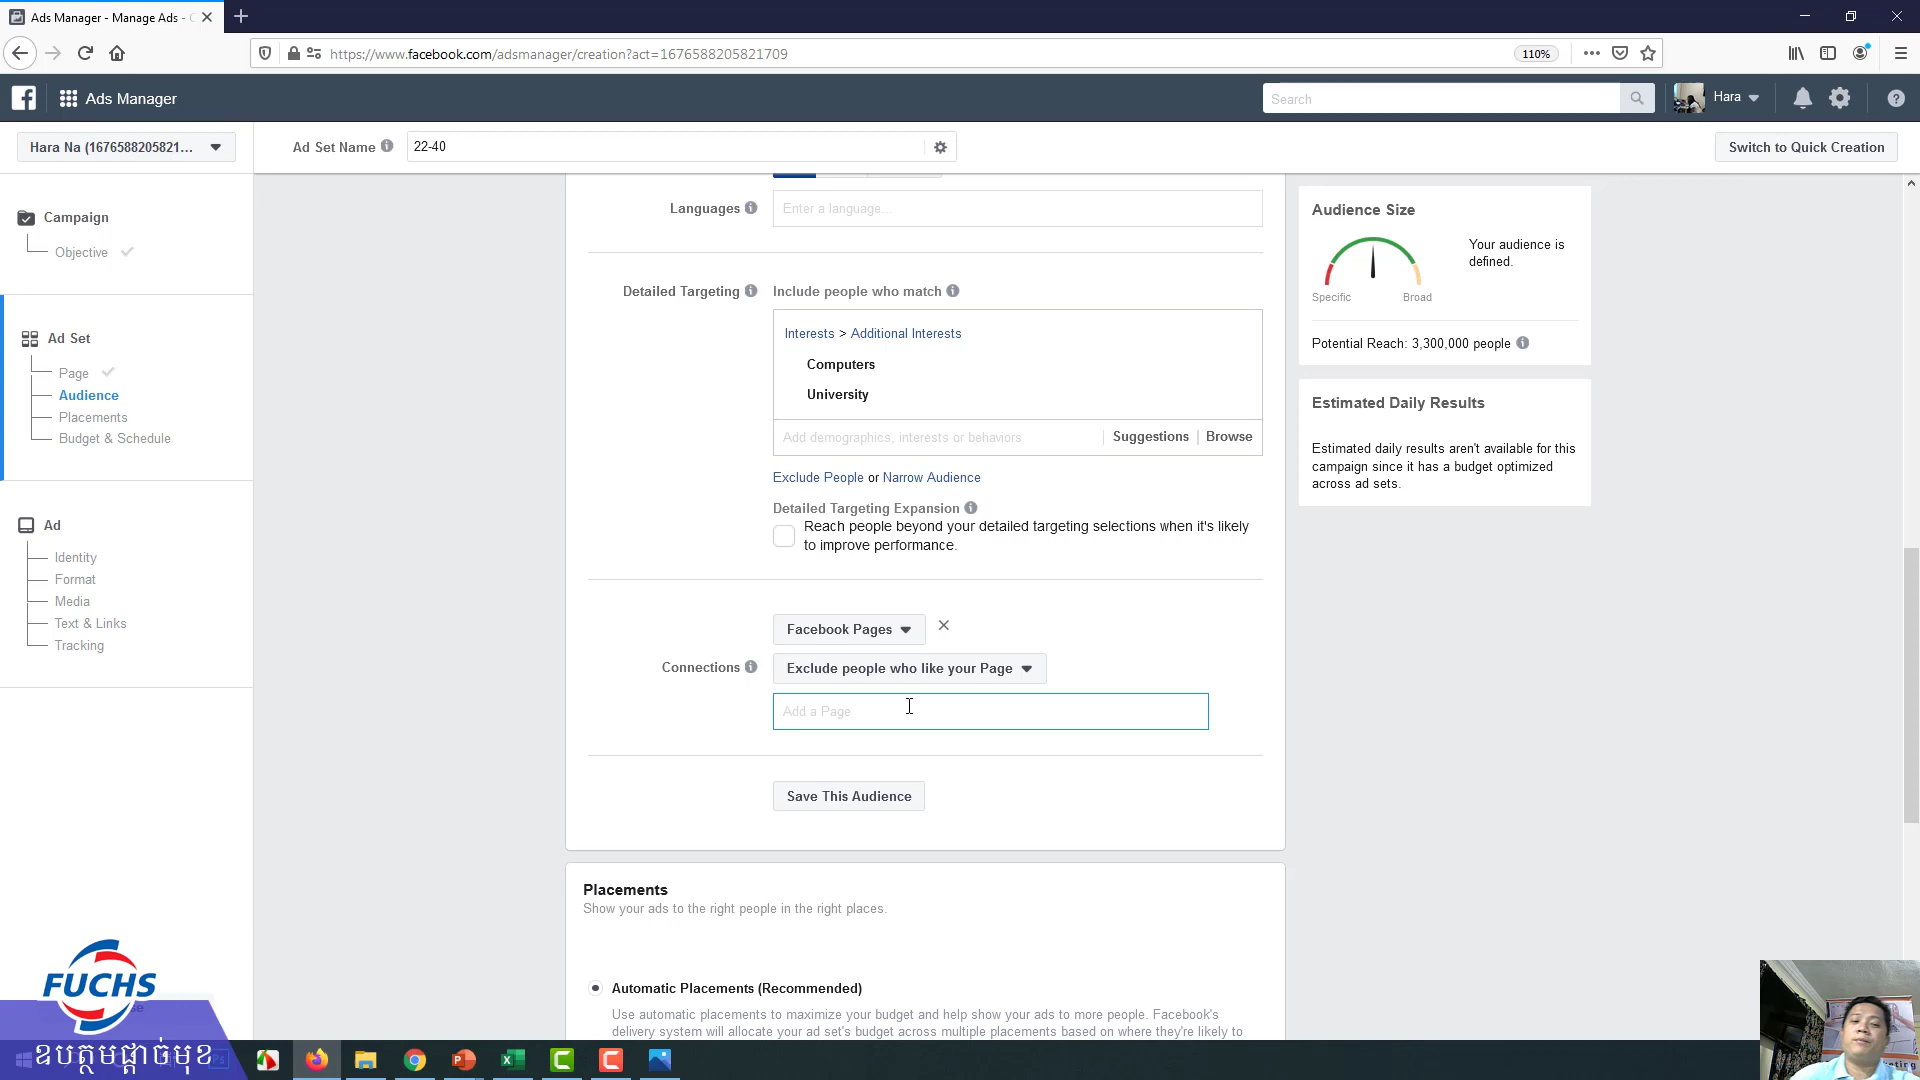 Ads Manager - Manage Ads - C
https://www.facebook.com/adsmanager/creation?act=1676588205821709
110%
Ads Manager
Search
Hara
Hara Na (1676588205821...
Ad Set Name
22-40
Switch to Quick Creation
Campaign
Objective
Ad Set
Page
Audience
Placements
Budget & Schedule
Ad
Identity
Format
Media
Text & Links
Tracking
Languages
Enter a language...
Detailed Targeting
Include people who match
Interests > Additional Interests
Computers
University
Add demographics, interests or behaviors
Suggestions
Browse
Exclude People or Narrow Audience
Detailed Targeting Expansion
Reach people beyond your detailed targeting selections when it's likely
to improve performance.
Facebook Pages
Connections
Exclude people who like your Page
Add a Page
Save This Audience
Placements
Show your ads to the right people in the right places.
Automatic Placements (Recommended)
Use automatic placements to maximize your budget and help show your ads to more people. Facebook's
delivery system will allocate your ad set's budget across multiple placements based on where they're likely to
Audience Size
Your audience is
defined.
Specific
Broad
Potential Reach: 3,300,000 people
Estimated Daily Results
Estimated daily results aren't available for this
campaign since it has a budget optimized
across ad sets.
FUCHS
ឧបត្ថមផ្តាច់មុខ